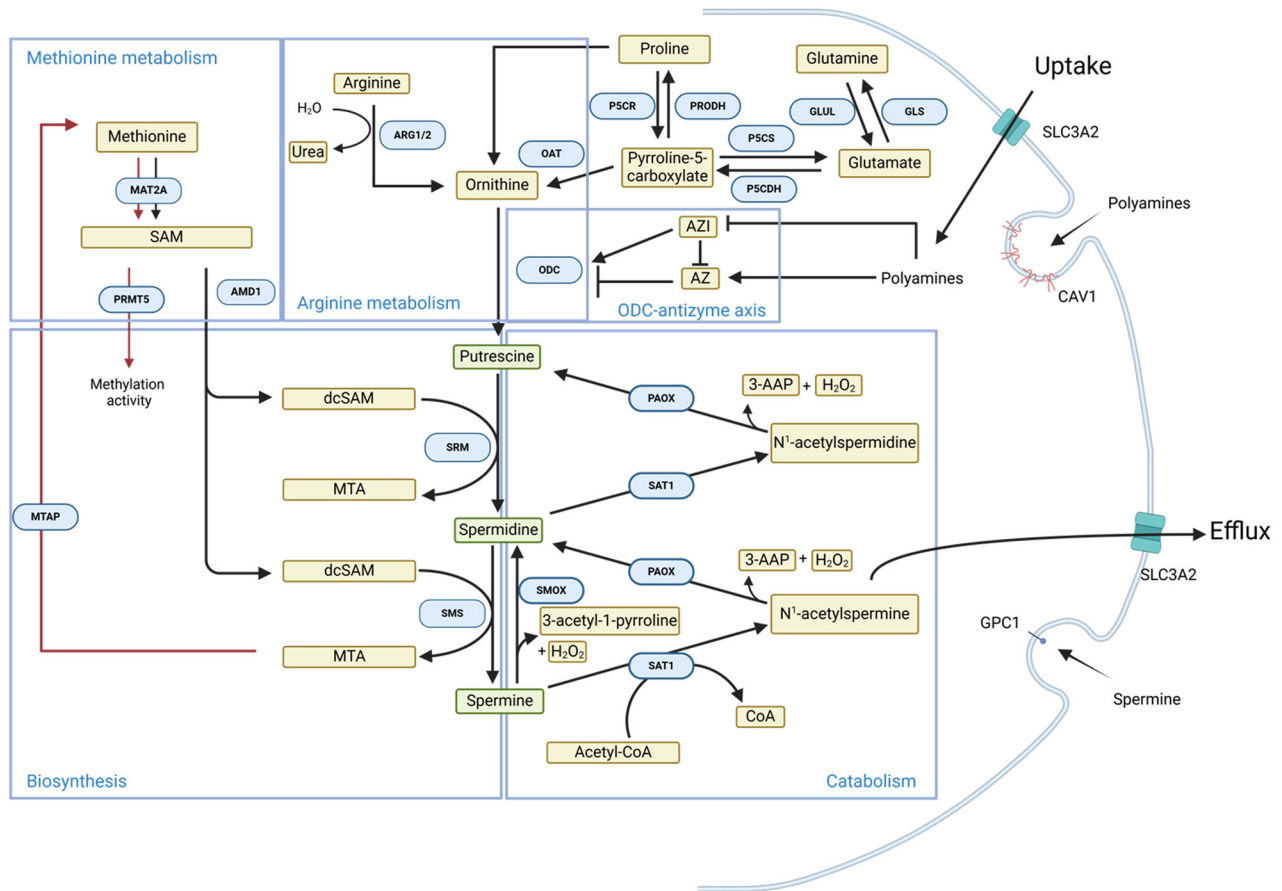 Methionine metabolism
Methionine
MAT2A
SAM
PRMT5
AMD1
Methylation
activity
Arginine
H₂O
Urea
ARG1/2
Ornithine
Arginine metabolism
Proline
P5CR
PRODH
OAT
Pyrroline-5-
carboxylate
P5CS
P5CDH
Glutamine
GLUL
GLS
Glutamate
Uptake
SLC3A2
Polyamines
CAV1
AZI
ODC
AZ
Polyamines
ODC-antizyme axis
Putrescine
dcSAM
SRM
MTA
MTAP
Spermidine
dcSAM
SMS
MTA
Spermine
Biosynthesis
PAOX
3-AAP + H₂O₂
N¹-acetylspermidine
SAT1
PAOX
3-AAP + H₂O₂
SMOX
3-acetyl-1-pyrroline
+ H₂O₂
N¹-acetylspermine
SAT1
CoA
Acetyl-CoA
Catabolism
Efflux
SLC3A2
GPC1
Spermine